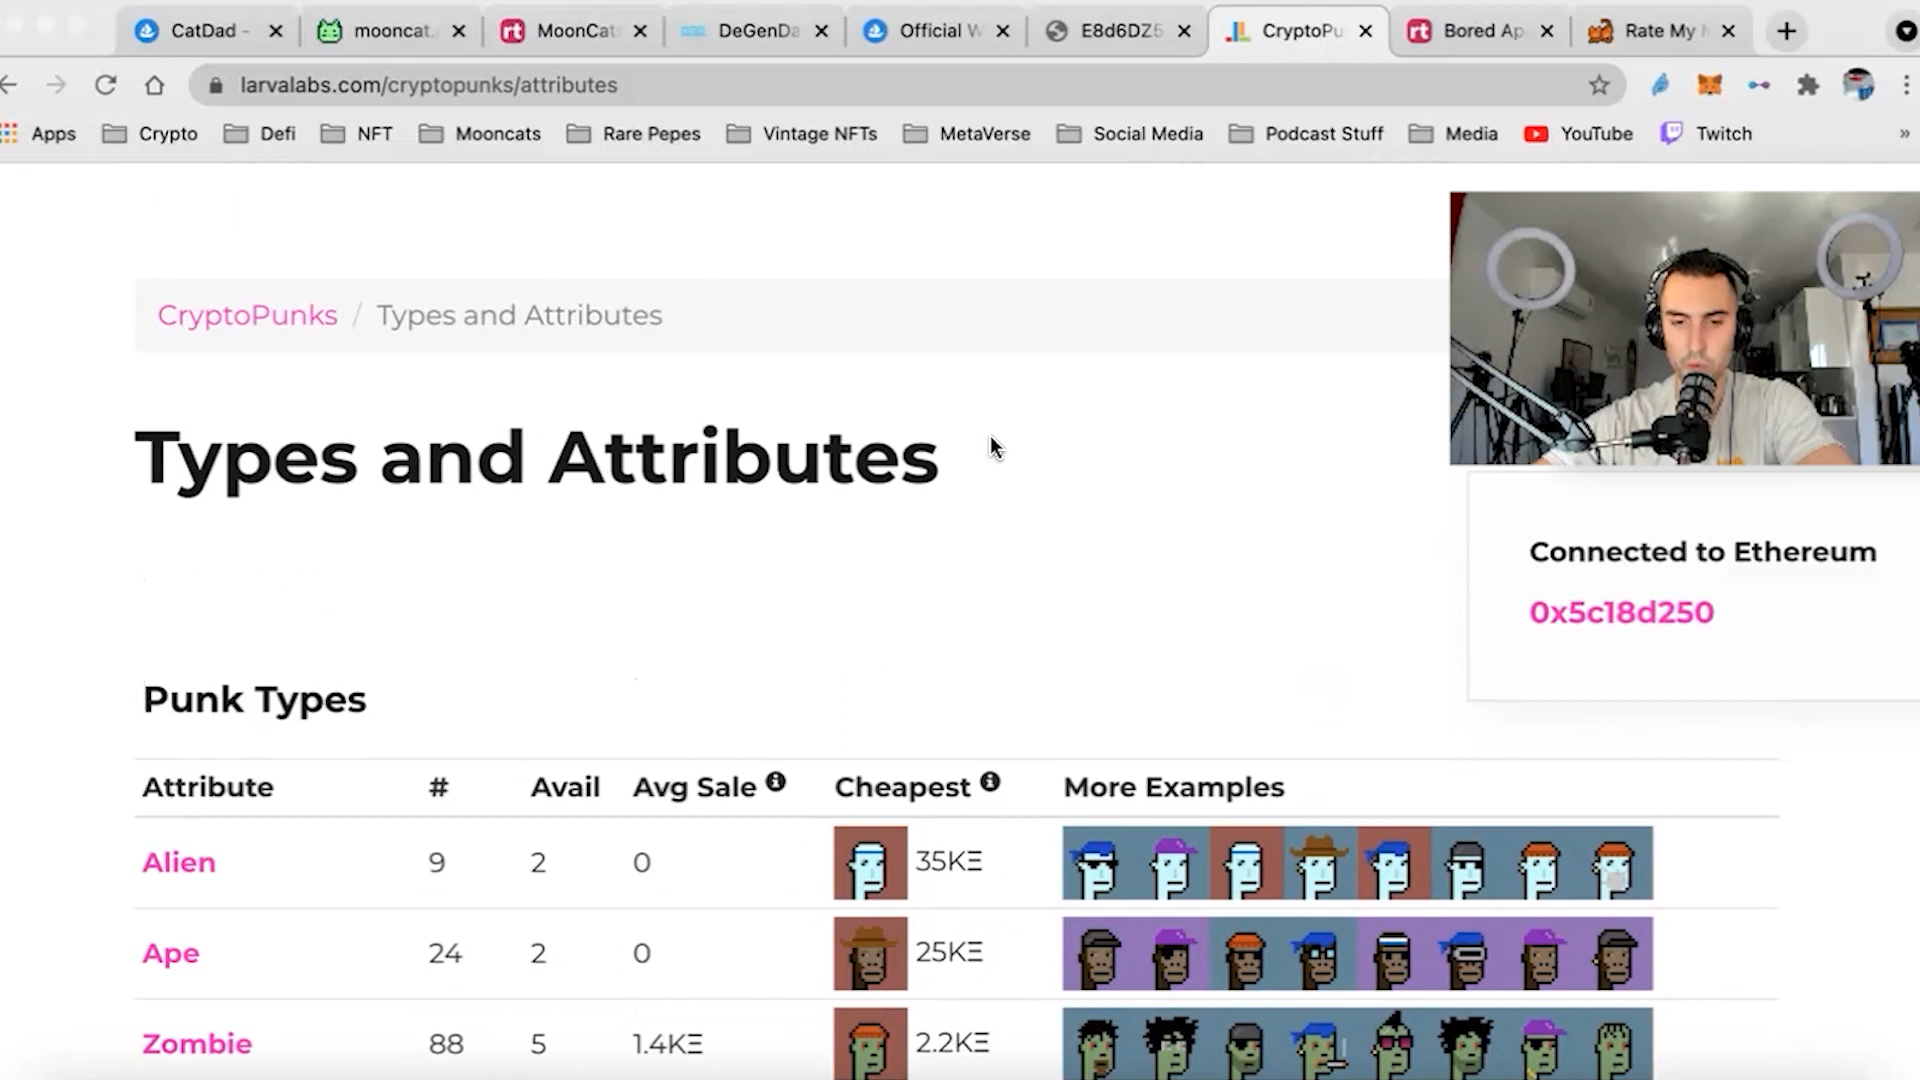 CatDad -
mooncat.
MoonCat
DeGenDa
Official W
E8d6DZ5
CryptoPu
Bored Ap
Rate My
larvalabs.com/cryptopunks/attributes
Apps
Crypto
Defi
NFT
Mooncats
Rare Pepes
Vintage NFTs
MetaVerse
Social Media
Podcast Stuff
Media
YouTube
Twitch
CryptoPunks / Types and Attributes
Types and Attributes
Connected to Ethereum
0x5c18d250
Punk Types
Attribute # Avail Avg Sale Cheapest More Examples
Alien 9 2 0 35KΞ
Ape 24 2 0 25KΞ
Zombie 88 5 1.4KΞ 2.2KΞ